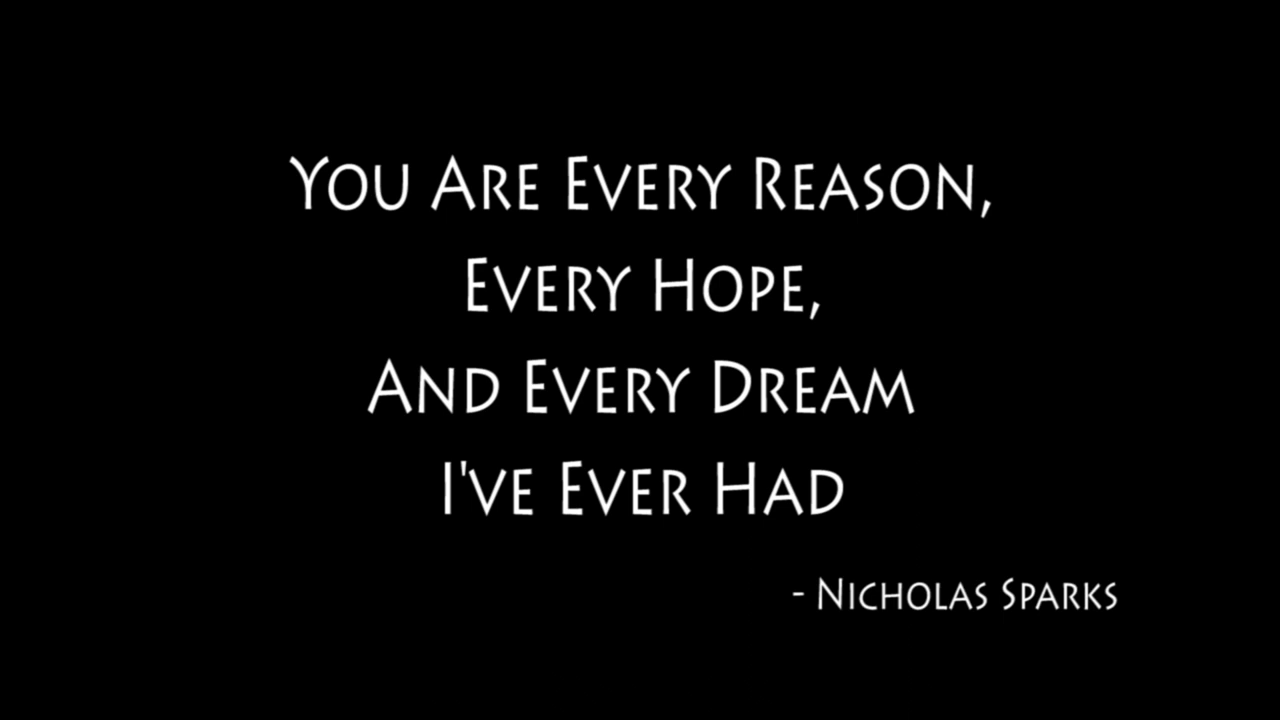 You Are Every Reason,
Every Hope,
And Every Dream
I've Ever Had
- Nicholas Sparks